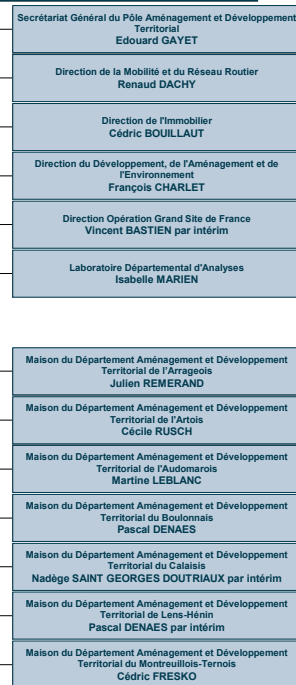 Secrétariat Général du Pôle Aménagement et Développement
Territorial
Edouard GAYET
Direction de la Mobilité et du Réseau Routier
Renaud DACHY
Direction de l'Immobilier
Cédric BOUILLAUT
Direction du Développement, de l'Aménagement et de
l'Environnement
François CHARLET
Direction Opération Grand Site de France
Vincent BASTIEN par intérim
Laboratoire Départemental d'Analyses
Isabelle MARIEN
Maison du Département Aménagement et Développement
Territorial de l'Arrageois
Julien REMERAND
Maison du Département Aménagement et Développement
Territorial de l'Artois
Cécile RUSCH
Maison du Département Aménagement et Développement
Territorial de l'Audomarois
Martine LEBLANC
Maison du Département Aménagement et Développement
Territorial du Boulonnais
Pascal DENAES
Maison du Département Aménagement et Développement
Territorial du Calaisis
Nadège SAINT GEORGES DOUTRIAUX par intérim
Maison du Département Aménagement et Développement
Territorial de Lens-Hénin
Pascal DENAES par intérim
Maison du Département Aménagement et Développement
Territorial du Montreuillois-Ternois
Cédric FRESKO